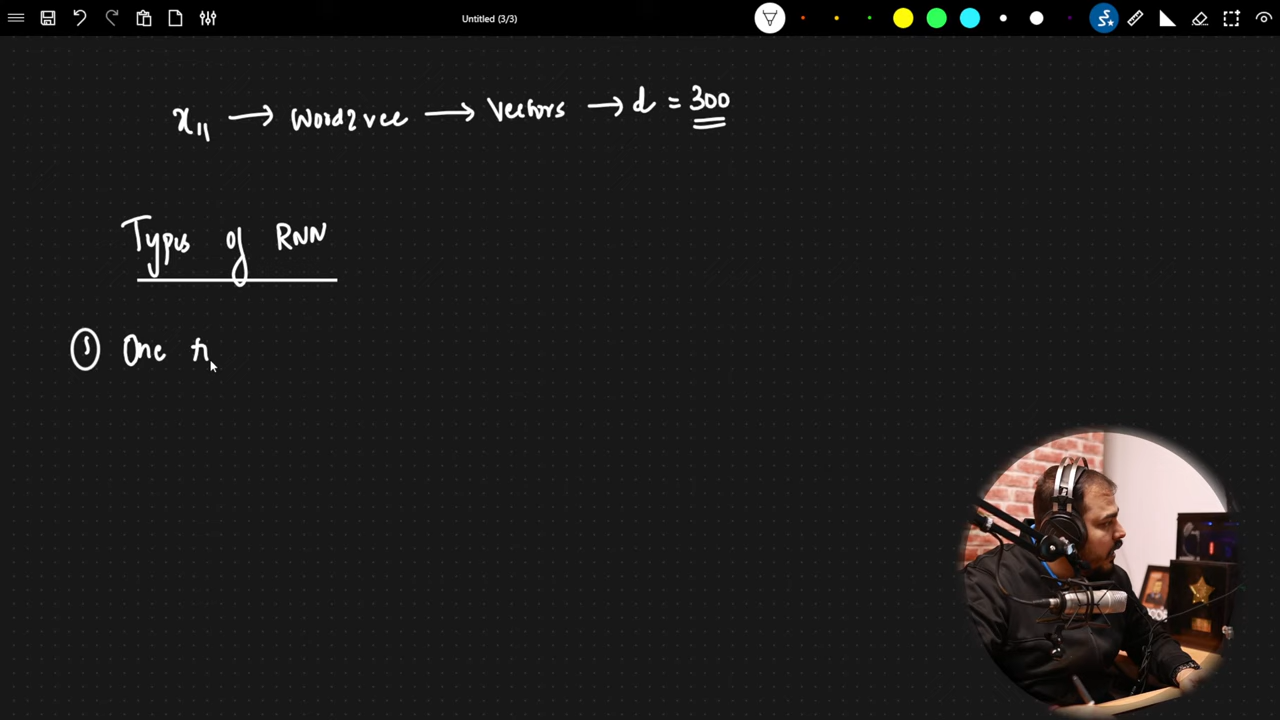 Untitled (3/3)
x11 → Word2vec → Vectors → d = 300
Types of RNN
① One